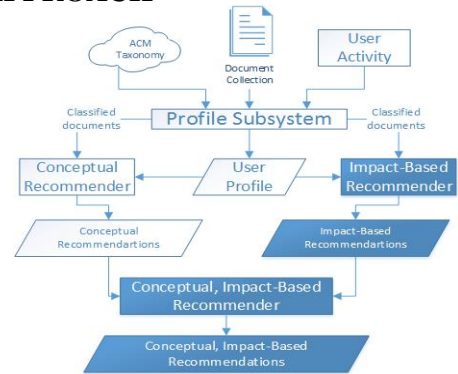 ACM
Taxonomy
Document
Collection
User
Activity
Classified
documents
Profile Subsystem
Classified
documents
Conceptual
Recommender
User
Profile
Impact-Based
Recommender
Conceptual
Recommendartions
Impact-Based
Recommendartions
Conceptual, Impact-Based
Recommender
Conceptual, Impact-Based
Recommendations